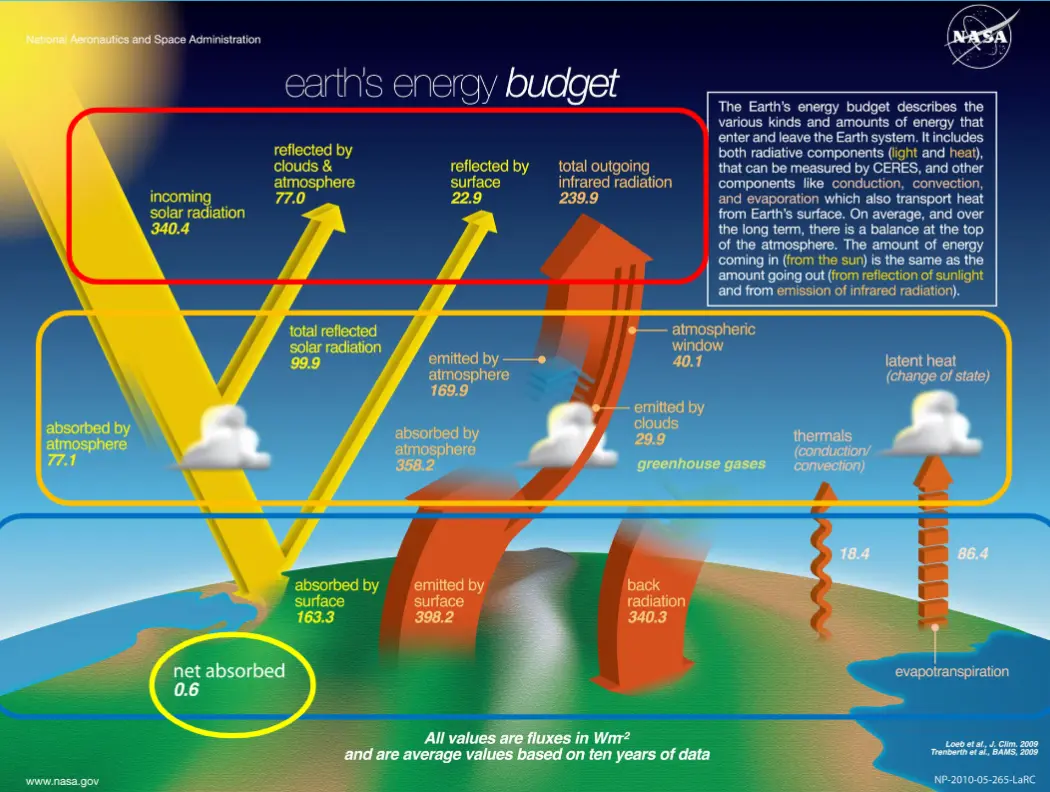 National Aeronautics and Space Administration
NASA
earth's energy budget
The Earth's energy budget describes the
various kinds and amounts of energy that
enter and leave the Earth system. It includes
both radiative components (light and heat),
that can be measured by CERES, and other
components like conduction, convection,
and evaporation which also transport heat
from Earth's surface. On average, and over
the long term, there is a balance at the top
of the atmosphere. The amount of energy
coming in (from the sun) is the same as the
amount going out (from reflection of sunlight
and from emission of infrared radiation).
incoming
solar radiation
340.4
reflected by
clouds &
atmosphere
77.0
reflected by
surface
22.9
total outgoing
infrared radiation
239.9
total reflected
solar radiation
99.9
absorbed by
atmosphere
77.1
emitted by
atmosphere
169.9
atmospheric
window
40.1
latent heat
(change of state)
absorbed by
atmosphere
358.2
emitted by
clouds
29.9
greenhouse gases
thermals
(conduction/
convection)
18.4
86.4
absorbed by
surface
163.3
emitted by
surface
398.2
back
radiation
340.3
evapotranspiration
net absorbed
0.6
All values are fluxes in Wm-2
and are average values based on ten years of data
Loeb et al., J. Clim. 2009
Trenberth et al., BAMS, 2009
www.nasa.gov
NP-2010-05-265-LaRC